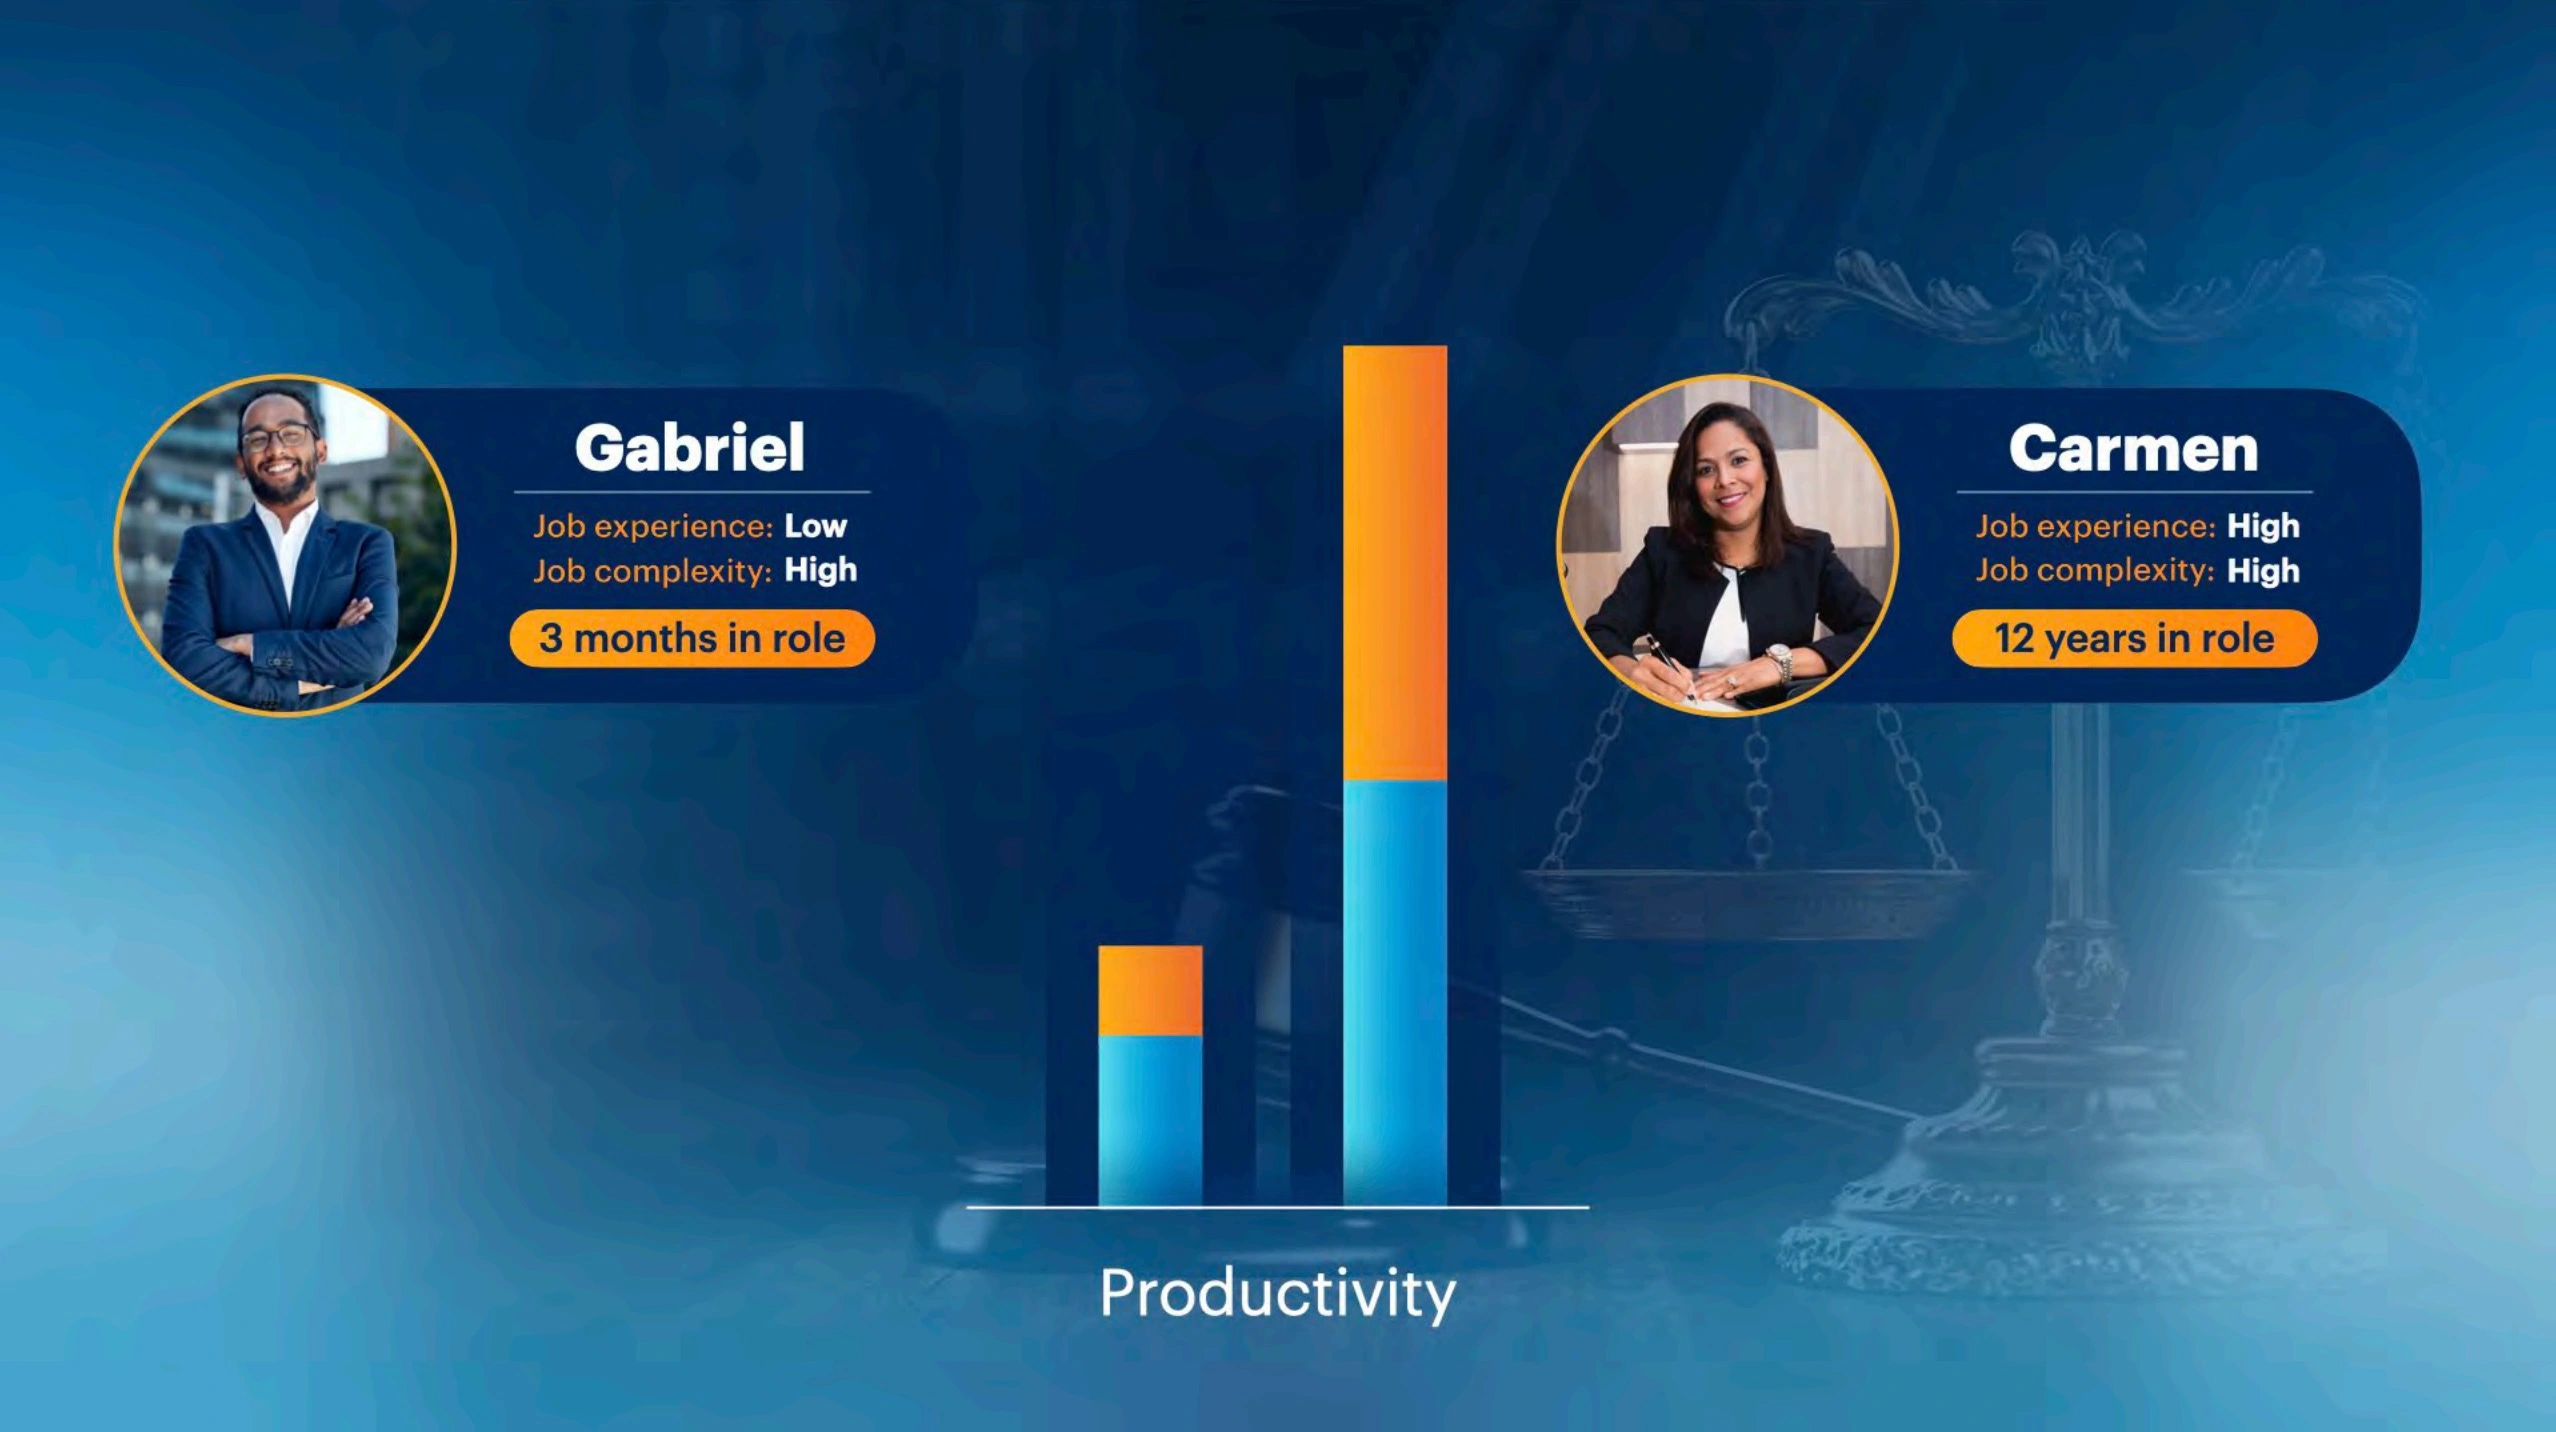 Gabriel
Job experience: Low
Job complexity: High
3 months in role
Carmen
Job experience: High
Job complexity: High
12 years in role
Productivity